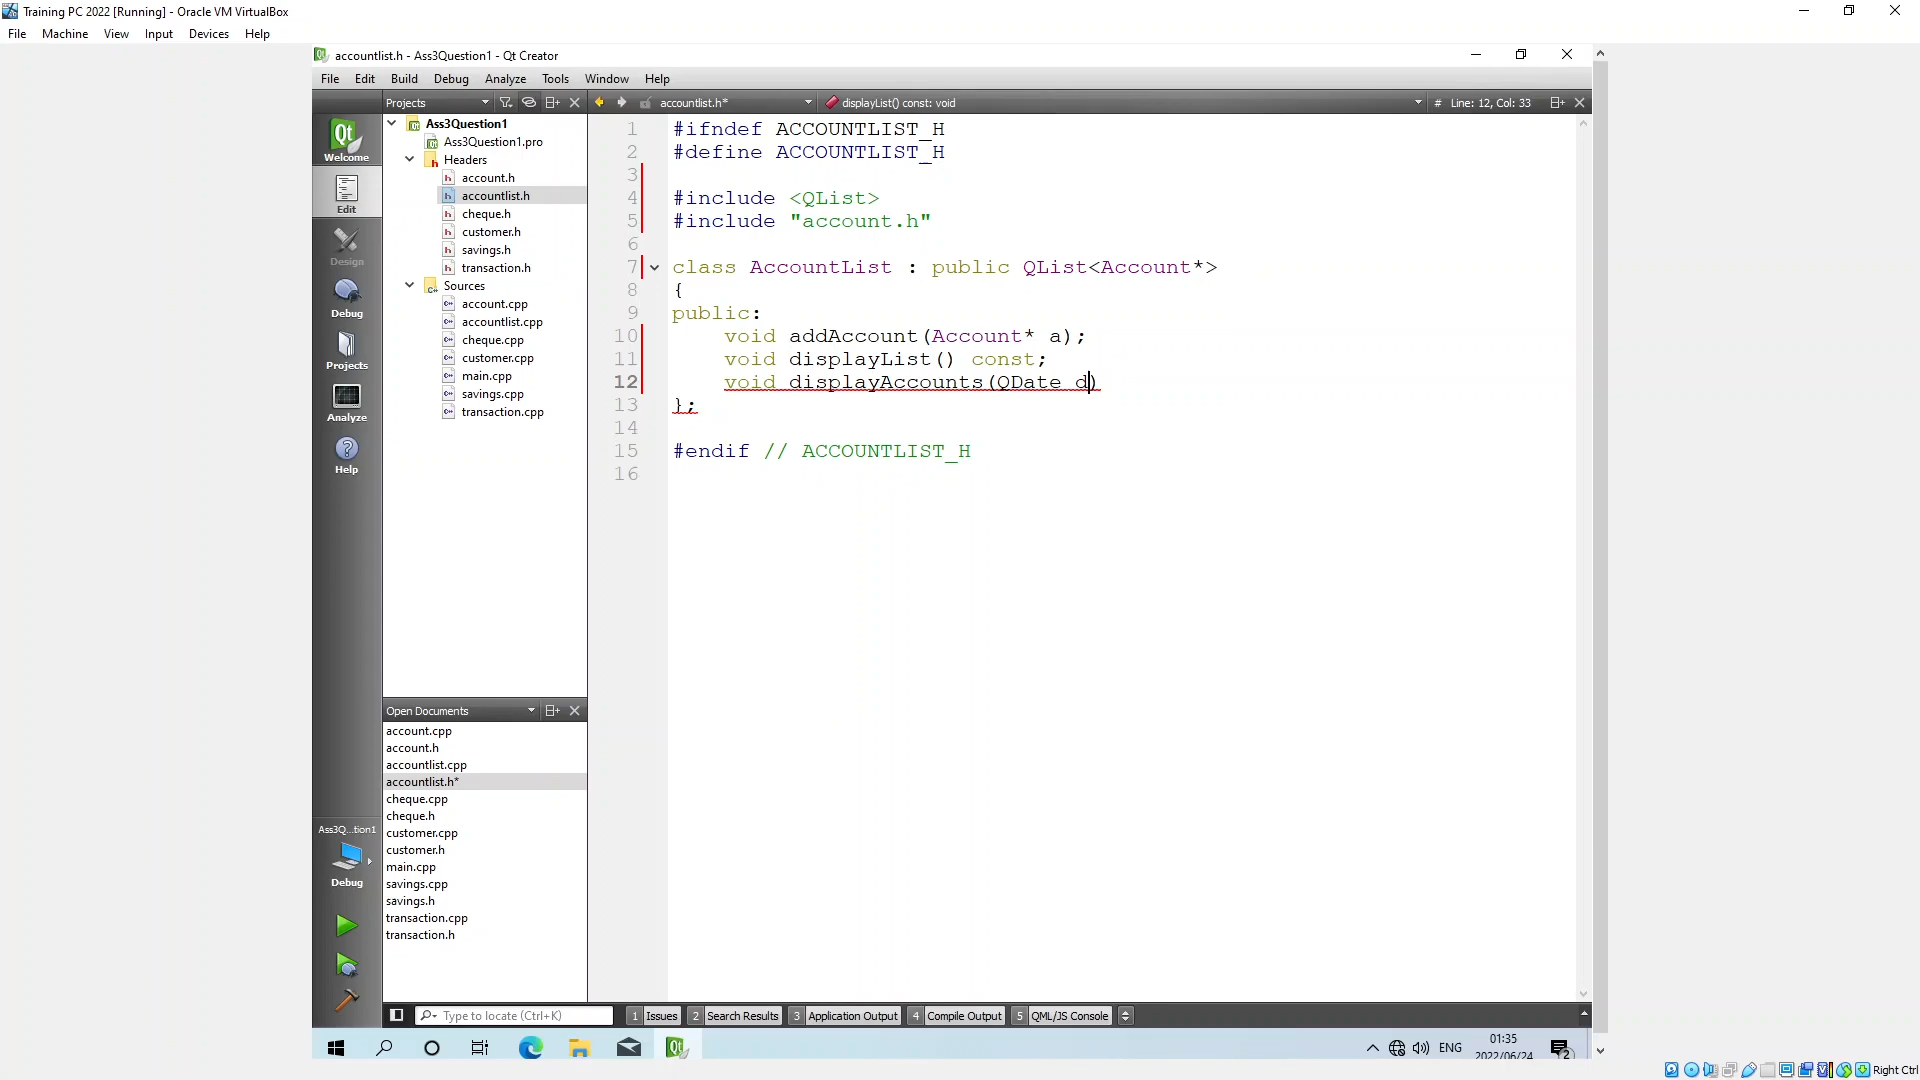 Training PC 2022 [Running] - Oracle VM VirtualBox
File Machine View Input Devices Help
accountlist.h - Ass3Question1 - Qt Creator
File Edit Build Debug Analyze Tools Window Help
Projects
accountlist.h*
displayList() const: void
# Line: 12, Col: 33
Welcome
Edit
Design
Debug
Projects
Analyze
Help
Ass3Question1
Ass3Question1.pro
Headers
account.h
accountlist.h
cheque.h
customer.h
savings.h
transaction.h
Sources
account.cpp
accountlist.cpp
cheque.cpp
customer.cpp
main.cpp
savings.cpp
transaction.cpp
1 #ifndef ACCOUNTLIST_H
2 #define ACCOUNTLIST_H
3
4 #include <QList>
5 #include "account.h"
6
7 class AccountList : public QList<Account*>
8 {
9 public:
10 void addAccount(Account* a);
11 void displayList() const;
12 void displayAccounts(QDate d)
13 };
14
15 #endif // ACCOUNTLIST_H
16
Open Documents
account.cpp
account.h
accountlist.cpp
accountlist.h*
cheque.cpp
cheque.h
customer.cpp
customer.h
main.cpp
savings.cpp
savings.h
transaction.cpp
transaction.h
Ass3Q...tion1
Debug
Type to locate (Ctrl+K)
1 Issues 2 Search Results 3 Application Output 4 Compile Output 5 QML/JS Console
ENG
01:35
2022/06/24
2
Right Ctrl